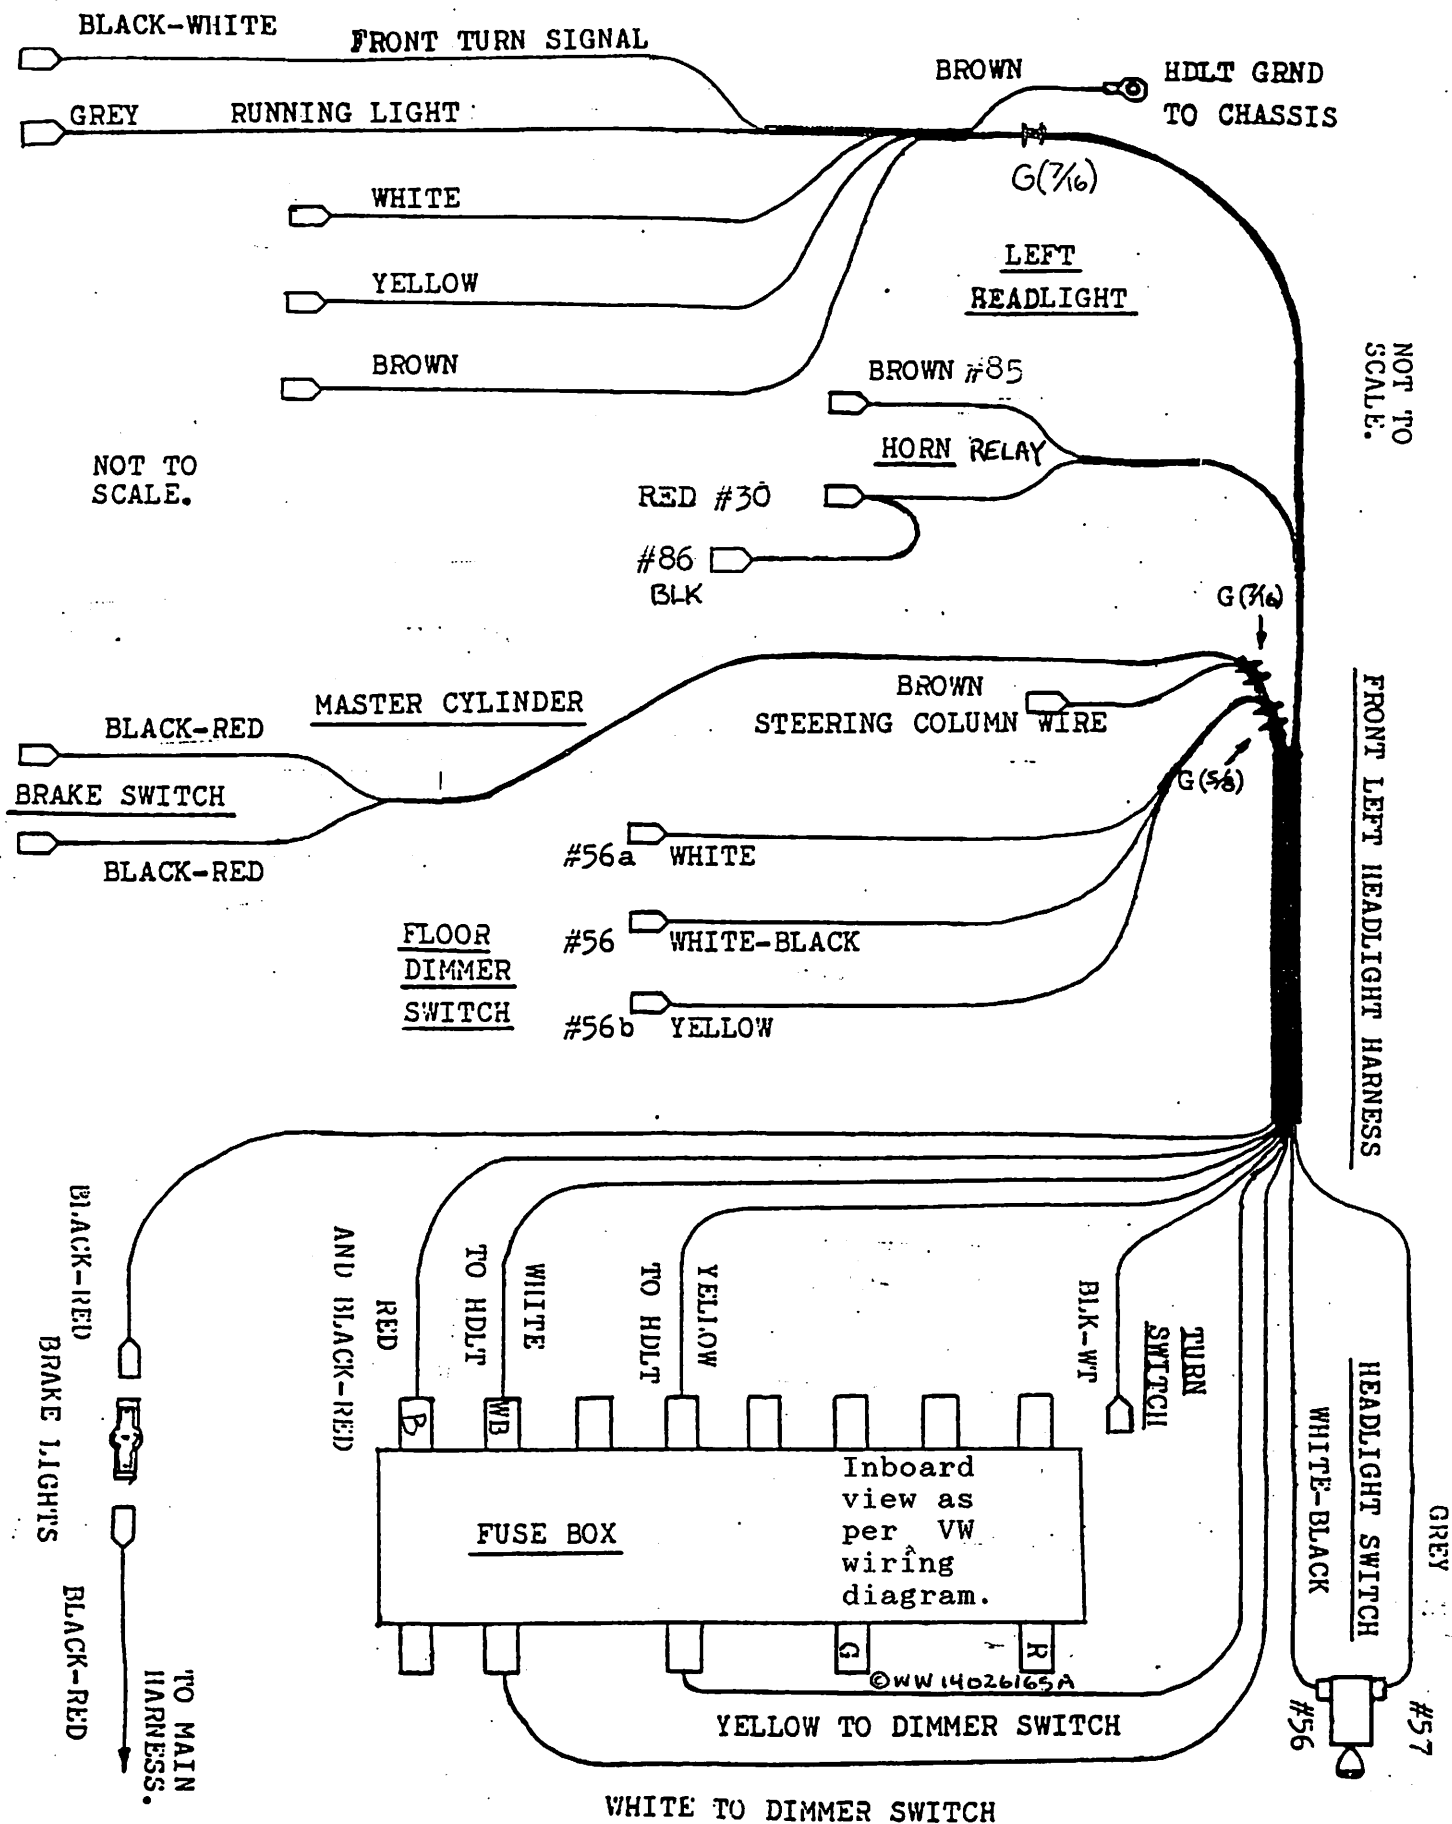 BLACK-WHITE
FRONT TURN SIGNAL
BROWN
HDLT GRND
TO CHASSIS
GREY
RUNNING LIGHT
G(7/16)
WHITE
LEFT
HEADLIGHT
YELLOW
BROWN
BROWN #85
HORN RELAY
NOT TO
SCALE.
NOT TO
SCALE.
RED #30
#86
BLK
G(7/16)
MASTER CYLINDER
BROWN
STEERING COLUMN WIRE
BLACK-RED
BRAKE SWITCH
BLACK-RED
G(5/8)
FRONT LEFT HEADLIGHT HARNESS
#56a WHITE
FLOOR
DIMMER
SWITCH
#56 WHITE-BLACK
#56b YELLOW
BLACK-RED
BRAKE LIGHTS
BLACK-RED
TO MAIN
HARNESS.
RED
AND BLACK-RED
WHITE
TO HDLT
YELLOW
TO HDLT
BLK-WT
TURN
SWITCH
HEADLIGHT SWITCH
WHITE-BLACK
GREY
B
WB
FUSE BOX
Inboard
view as
per VW
wiring
diagram.
G
R
©WW14026165A
#56
#57
YELLOW TO DIMMER SWITCH
WHITE TO DIMMER SWITCH